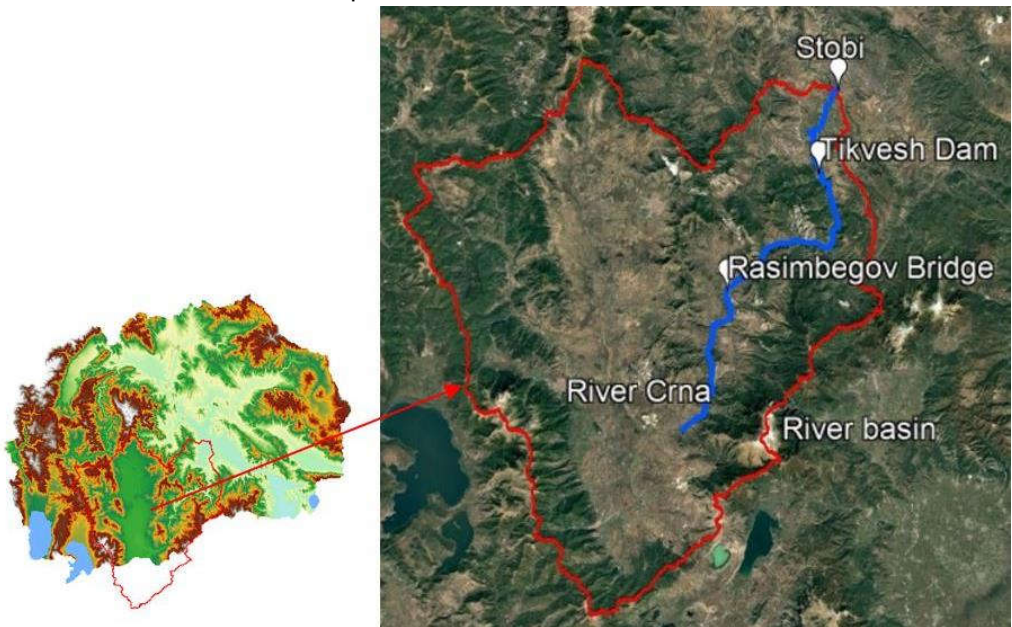 Stobi
Tikvesh Dam
Rasimbegov Bridge
River Crna
River basin